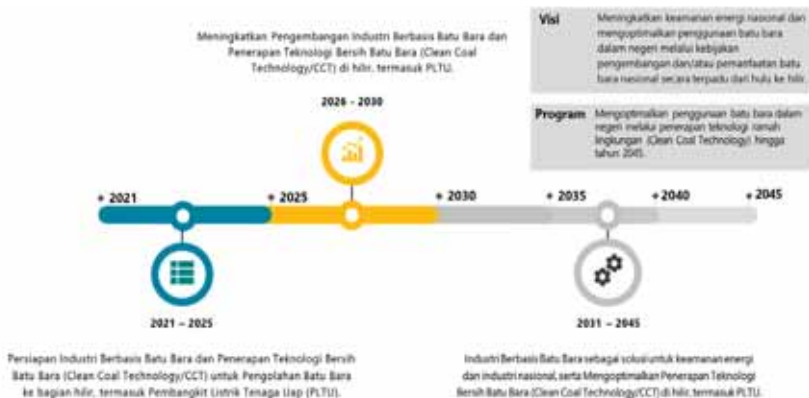 Meningkatkan Pengembangan Industri Berbasis Batu Bara dan
Penerapan Teknologi Bersih Batu Bara (Clean Coal
Technology/CCT) di hilir, termasuk PLTU.
2026 - 2030
Visi
Meningkatkan keamanan energi nasional dan
mengoptimalkan penggunaan batu bara
dalam negeri melalui kebijakan
pengembangan dan/atau pemanfaatan batu
bara nasional secara terpadu dari hulu ke hilir.
Program
Mengoptimalkan penggunaan batu bara dalam
negeri melalui penerapan teknologi ramah
lingkungan (Clean Coal Technology) hingga
tahun 2045.
+ 2021
+ 2025
+ 2030
+ 2035
+ 2040
+ 2045
2021 - 2025
Persiapan Industri Berbasis Batu Bara dan Penerapan Teknologi Bersih
Batu Bara (Clean Coal Technology/CCT) untuk Pengolahan Batu Bara
ke bagian hilir, termasuk Pembangkit Listrik Tenaga Uap (PLTU).
2031 - 2045
Industri Berbasis Batu Bara sebagai solusi untuk keamanan energi
dan industri nasional, serta Mengoptimalkan Penerapan Teknologi
Bersih Batu Bara (Clean Coal Technology/CCT) di hilir, termasuk PLTU.